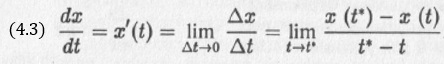 (4.3) dx/dt = x'(t) = lim_{Δt→0} Δx/Δt = lim_{t→t*} (x (t*) − x (t))/(t* − t)